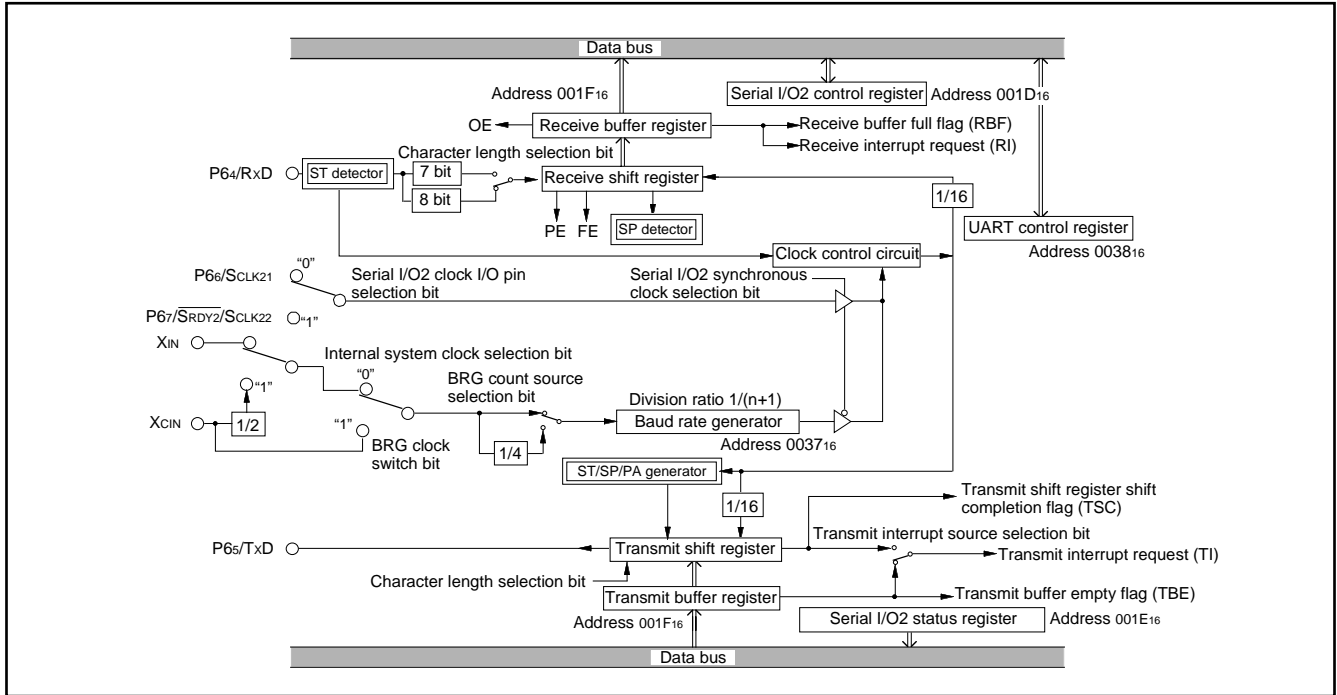 Data bus
Address 001F16
Serial I/O2 control register
Address 001D16
OE
Receive buffer register
Receive buffer full flag (RBF)
Receive interrupt request (RI)
Character length selection bit
P64/RXD
ST detector
7 bit
8 bit
Receive shift register
1/16
PE
FE
SP detector
UART control register
Address 003816
Clock control circuit
P66/SCLK21
“0”
Serial I/O2 clock I/O pin
selection bit
Serial I/O2 synchronous
clock selection bit
P67/SRDY2/SCLK22
“1”
XIN
Internal system clock selection bit
“0”
“1”
BRG count source
selection bit
Division ratio 1/(n+1)
Baud rate generator
Address 003716
XCIN
1/2
“1”
BRG clock
switch bit
1/4
ST/SP/PA generator
1/16
Transmit shift register shift
completion flag (TSC)
Transmit interrupt source selection bit
P65/TXD
Transmit shift register
Transmit interrupt request (TI)
Character length selection bit
Transmit buffer register
Transmit buffer empty flag (TBE)
Address 001F16
Serial I/O2 status register
Address 001E16
Data bus